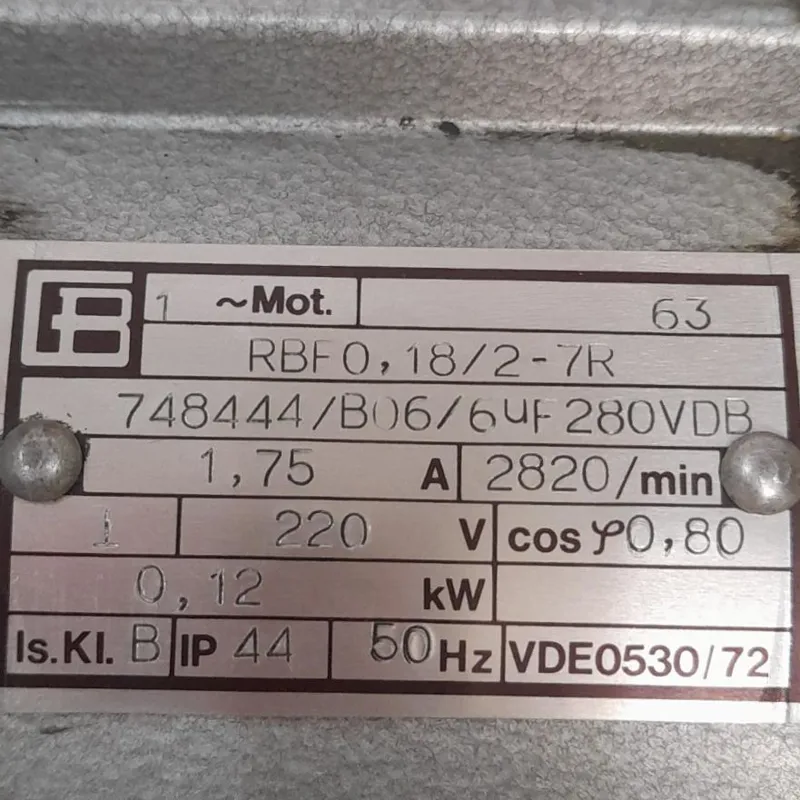 B 1 ~Mot. 63
RBF0,18/2-7R
748444/B06/6µF 280VDB
1,75 A 2820/min
1 220 V cos φ 0,80
0,12 kW
Is.Kl. B IP 44 50 Hz VDE0530/72